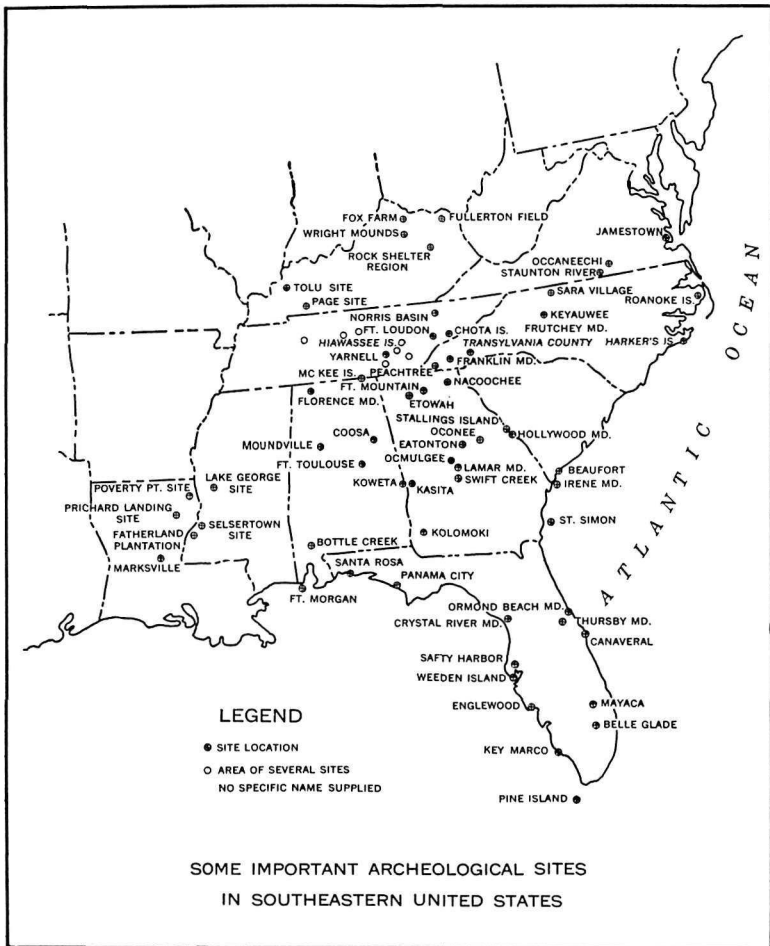 FOX FARM
FULLERTON FIELD
WRIGHT MOUNDS
JAMESTOWN
ROCK SHELTER
REGION
OCCANEECHI
STAUNTON RIVER
TOLU SITE
SARA VILLAGE
ROANOKE IS.
PAGE SITE
NORRIS BASIN
KEYAUWEE
FT. LOUDON
CHOTA IS.
FRUTCHEY MD.
HIAWASSEE IS.
TRANSYLVANIA COUNTY
HARKER'S IS.
YARNELL
FRANKLIN MD.
MC KEE IS.
PEACHTREE
NACOOCHEE
FT. MOUNTAIN
FLORENCE MD.
ETOWAH
STALLINGS ISLAND
COOSA
OCONEE
HOLLYWOOD MD.
MOUNDVILLE
EATONTON
OCMULGEE
LAMAR MD.
FT. TOULOUSE
SWIFT CREEK
BEAUFORT
LAKE GEORGE
SITE
POVERTY PT. SITE
KOWETA
KASITA
IRENE MD.
PRICHARD LANDING
SITE
SELSERTOWN
SITE
ST. SIMON
FATHERLAND
PLANTATION
KOLOMOKI
BOTTLE CREEK
MARKSVILLE
SANTA ROSA
PANAMA CITY
FT. MORGAN
ATLANTIC OCEAN
ORMOND BEACH MD.
THURSBY MD.
CRYSTAL RIVER MD.
CANAVERAL
SAFTY HARBOR
WEEDEN ISLAND
ENGLEWOOD
MAYACA
BELLE GLADE
KEY MARCO
PINE ISLAND
LEGEND
SITE LOCATION
AREA OF SEVERAL SITES
NO SPECIFIC NAME SUPPLIED
SOME IMPORTANT ARCHEOLOGICAL SITES
IN SOUTHEASTERN UNITED STATES